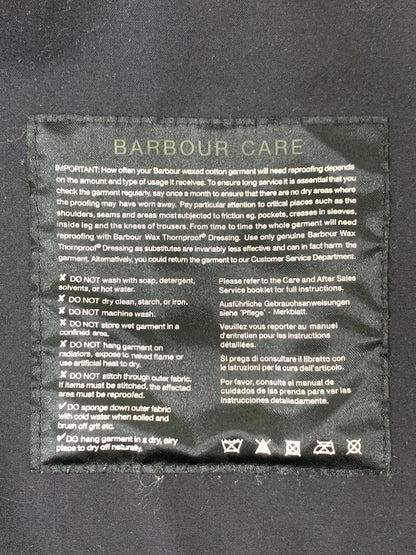 BARBOUR CARE
IMPORTANT: How often your Barbour waxed cotton garment will need reproofing depends
on the amount and type of usage it receives. To ensure long service it is essential that you
check the garment regularly, say once a month to ensure that there are no dry areas where
the proofing may have worn away. Pay particular attention to critical places such as the
shoulders, seams and areas most subjected to friction eg. pockets, creases in sleeves,
inside leg and the knees of trousers. From time to time the whole garment will need
reproofing with Barbour Wax Thornproof® Dressing. Use only genuine Barbour Wax
Thornproof® Dressing as substitutes are invariably less effective and can in fact harm the
garment. Alternatively, you could return the garment to our Customer Service Department.
✘ DO NOT wash with soap, detergent,
solvents, or hot water.
✘ DO NOT dry clean, starch, or iron.
✘ DO NOT machine wash.
✘ DO NOT store wet garment in a
confined area.
✘ DO NOT hang garment on
radiators, expose to naked flame or
use artificial heat to dry.
✘ DO NOT stitch through outer fabric.
If items must be stitched, the affected
area must be reproofed.
✔ DO sponge down outer fabric
with cold water when soiled and
brush off grit etc.
✔ DO hang garment in a dry, airy
place to dry off naturally.
Please refer to the Care and After Sales
Service booklet for full instructions.
Ausführliche Gebrauchsanweisungen
siehe "Pflege" - Merkblatt.
Veuillez vous reporter au manuel
d'entretien pour les instructions
détaillées.
Si prega di consultare il libretto con
le istruzioni per la cura dell'articolo.
Por favor, consulte el manual de
cuidados de las prenda para ver las
instrucciones detaliadamente.